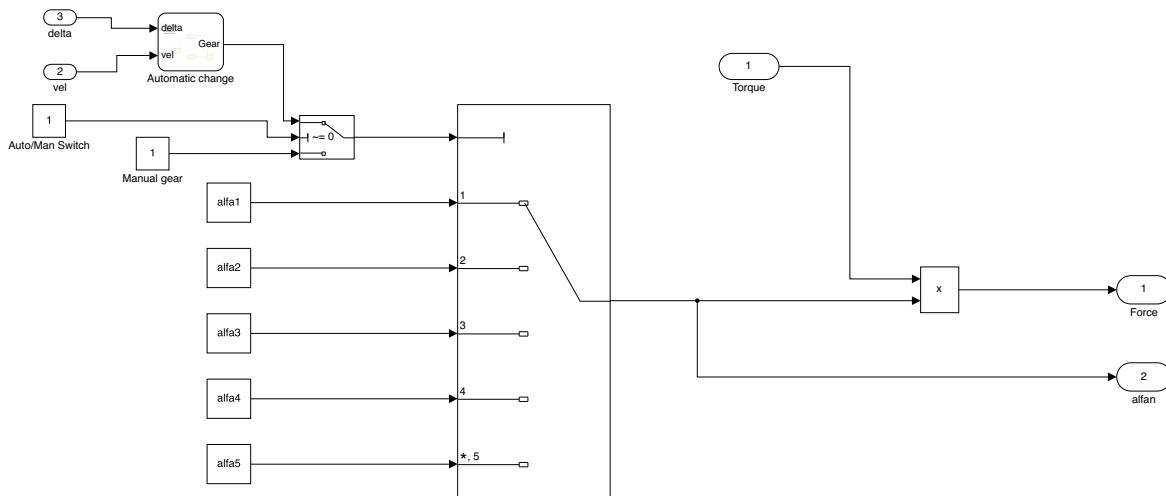 3
delta
delta
Gear
vel
2
vel
Automatic change
1
Torque
1
Auto/Man Switch
~= 0
1
Manual gear
alfa1
1
alfa2
2
x
1
Force
alfa3
3
2
alfan
alfa4
4
alfa5
*, 5